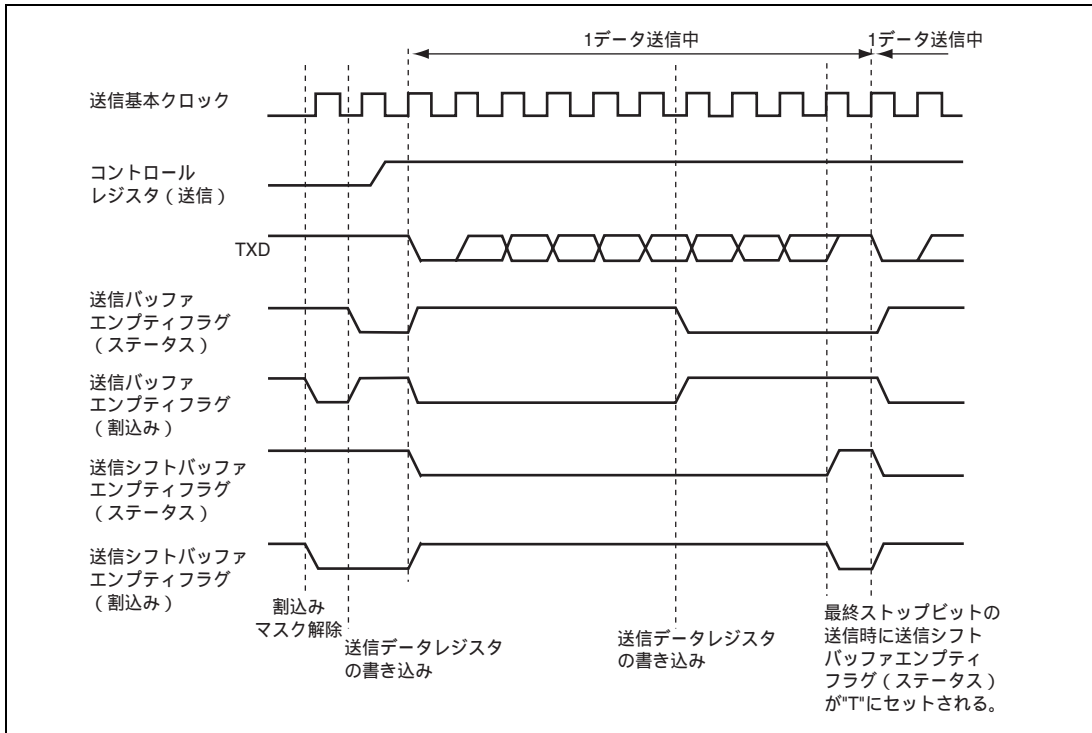 1データ送信中
1データ送信中
送信基本クロック
コントロール
レジスタ（送信）
TXD
送信バッファ
エンプティフラグ
（ステータス）
送信バッファ
エンプティフラグ
（割込み）
送信シフトバッファ
エンプティフラグ
（ステータス）
送信シフトバッファ
エンプティフラグ
（割込み）
割込み
マスク解除
送信データレジスタ
の書き込み
送信データレジスタ
の書き込み
最終ストップビットの
送信時に送信シフト
バッファエンプティ
フラグ（ステータス）
が"T"にセットされる。